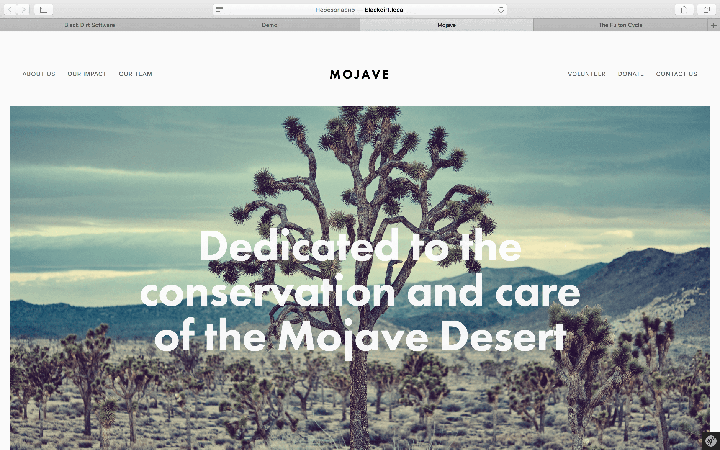 Black Dirt Software
Demo
Mojave
The Hutton Cycle
ABOUT US OUR IMPACT OUR TEAM
MOJAVE
VOLUNTEER DONATE CONTACT US
Dedicated to the
conservation and care
of the Mojave Desert